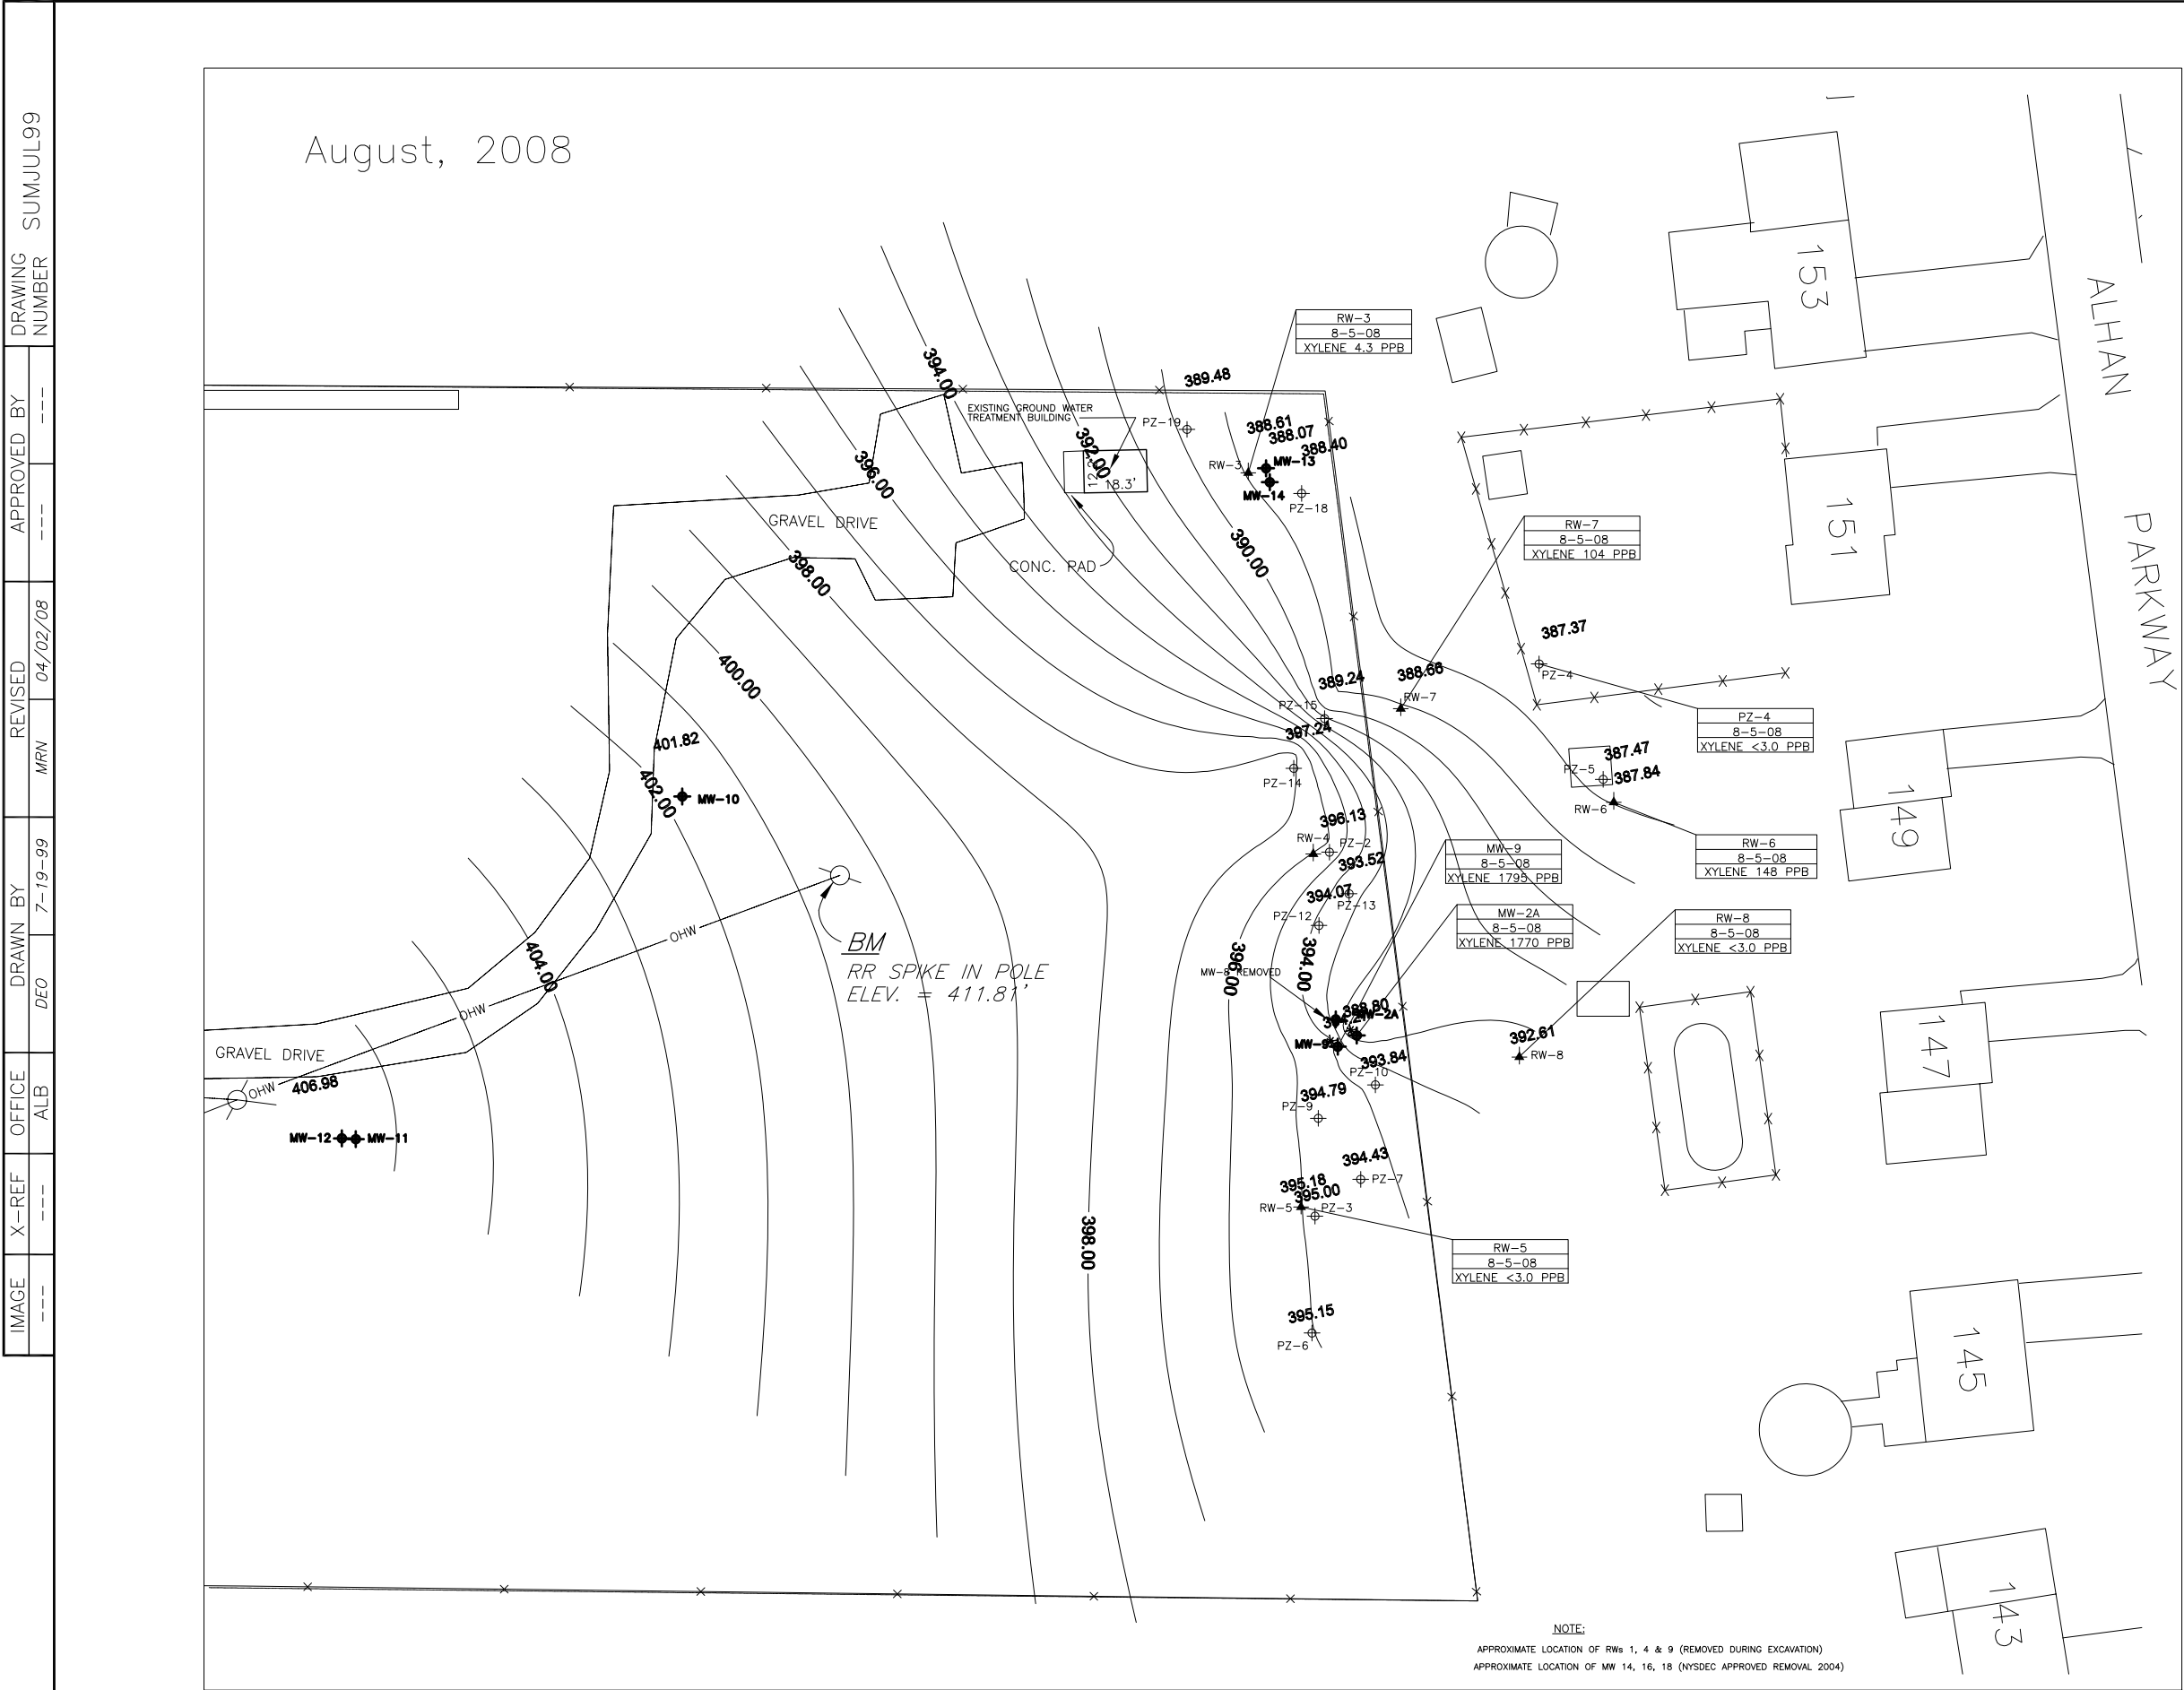 DRAWING NUMBER
SUMJUL99
APPROVED BY
---
---
REVISED
MRN
04/02/08
DRAWN BY
DEO
7-19-99
OFFICE
ALB
X-REF
---
IMAGE
---
August, 2008
394.00
392.00
396.00
398.00
400.00
402.00
404.00
390.00
396.00
394.00
398.00
EXISTING GROUND WATER
TREATMENT BUILDING
18.3'
GRAVEL DRIVE
CONC. PAD
389.48
PZ-19
RW-3
8-5-08
XYLENE 4.3 PPB
388.61
388.07
388.40
RW-3
MW-13
MW-14
PZ-18
RW-7
8-5-08
XYLENE 104 PPB
387.37
PZ-4
PZ-4
8-5-08
XYLENE <3.0 PPB
389.24
388.66
RW-7
PZ-15
397.24
PZ-14
387.47
PZ-5
387.84
RW-6
RW-6
8-5-08
XYLENE 148 PPB
401.82
MW-10
396.13
RW-4
PZ-2
393.52
394.07
PZ-13
PZ-12
MW-9
8-5-08
XYLENE 1795 PPB
MW-2A
8-5-08
XYLENE 1770 PPB
RW-8
8-5-08
XYLENE <3.0 PPB
BM
RR SPIKE IN POLE
ELEV. = 411.81'
OHW
OHW
OHW
MW-8 REMOVED
388.80
MW-2A
MW-9
393.84
PZ-10
392.61
RW-8
394.79
PZ-9
GRAVEL DRIVE
406.98
MW-12
MW-11
394.43
PZ-7
395.18
395.00
RW-5
PZ-3
RW-5
8-5-08
XYLENE <3.0 PPB
395.15
PZ-6
153
151
149
147
145
143
ALHAN PARKWAY
NOTE:
APPROXIMATE LOCATION OF RWs 1, 4 & 9 (REMOVED DURING EXCAVATION)
APPROXIMATE LOCATION OF MW 14, 16, 18 (NYSDEC APPROVED REMOVAL 2004)